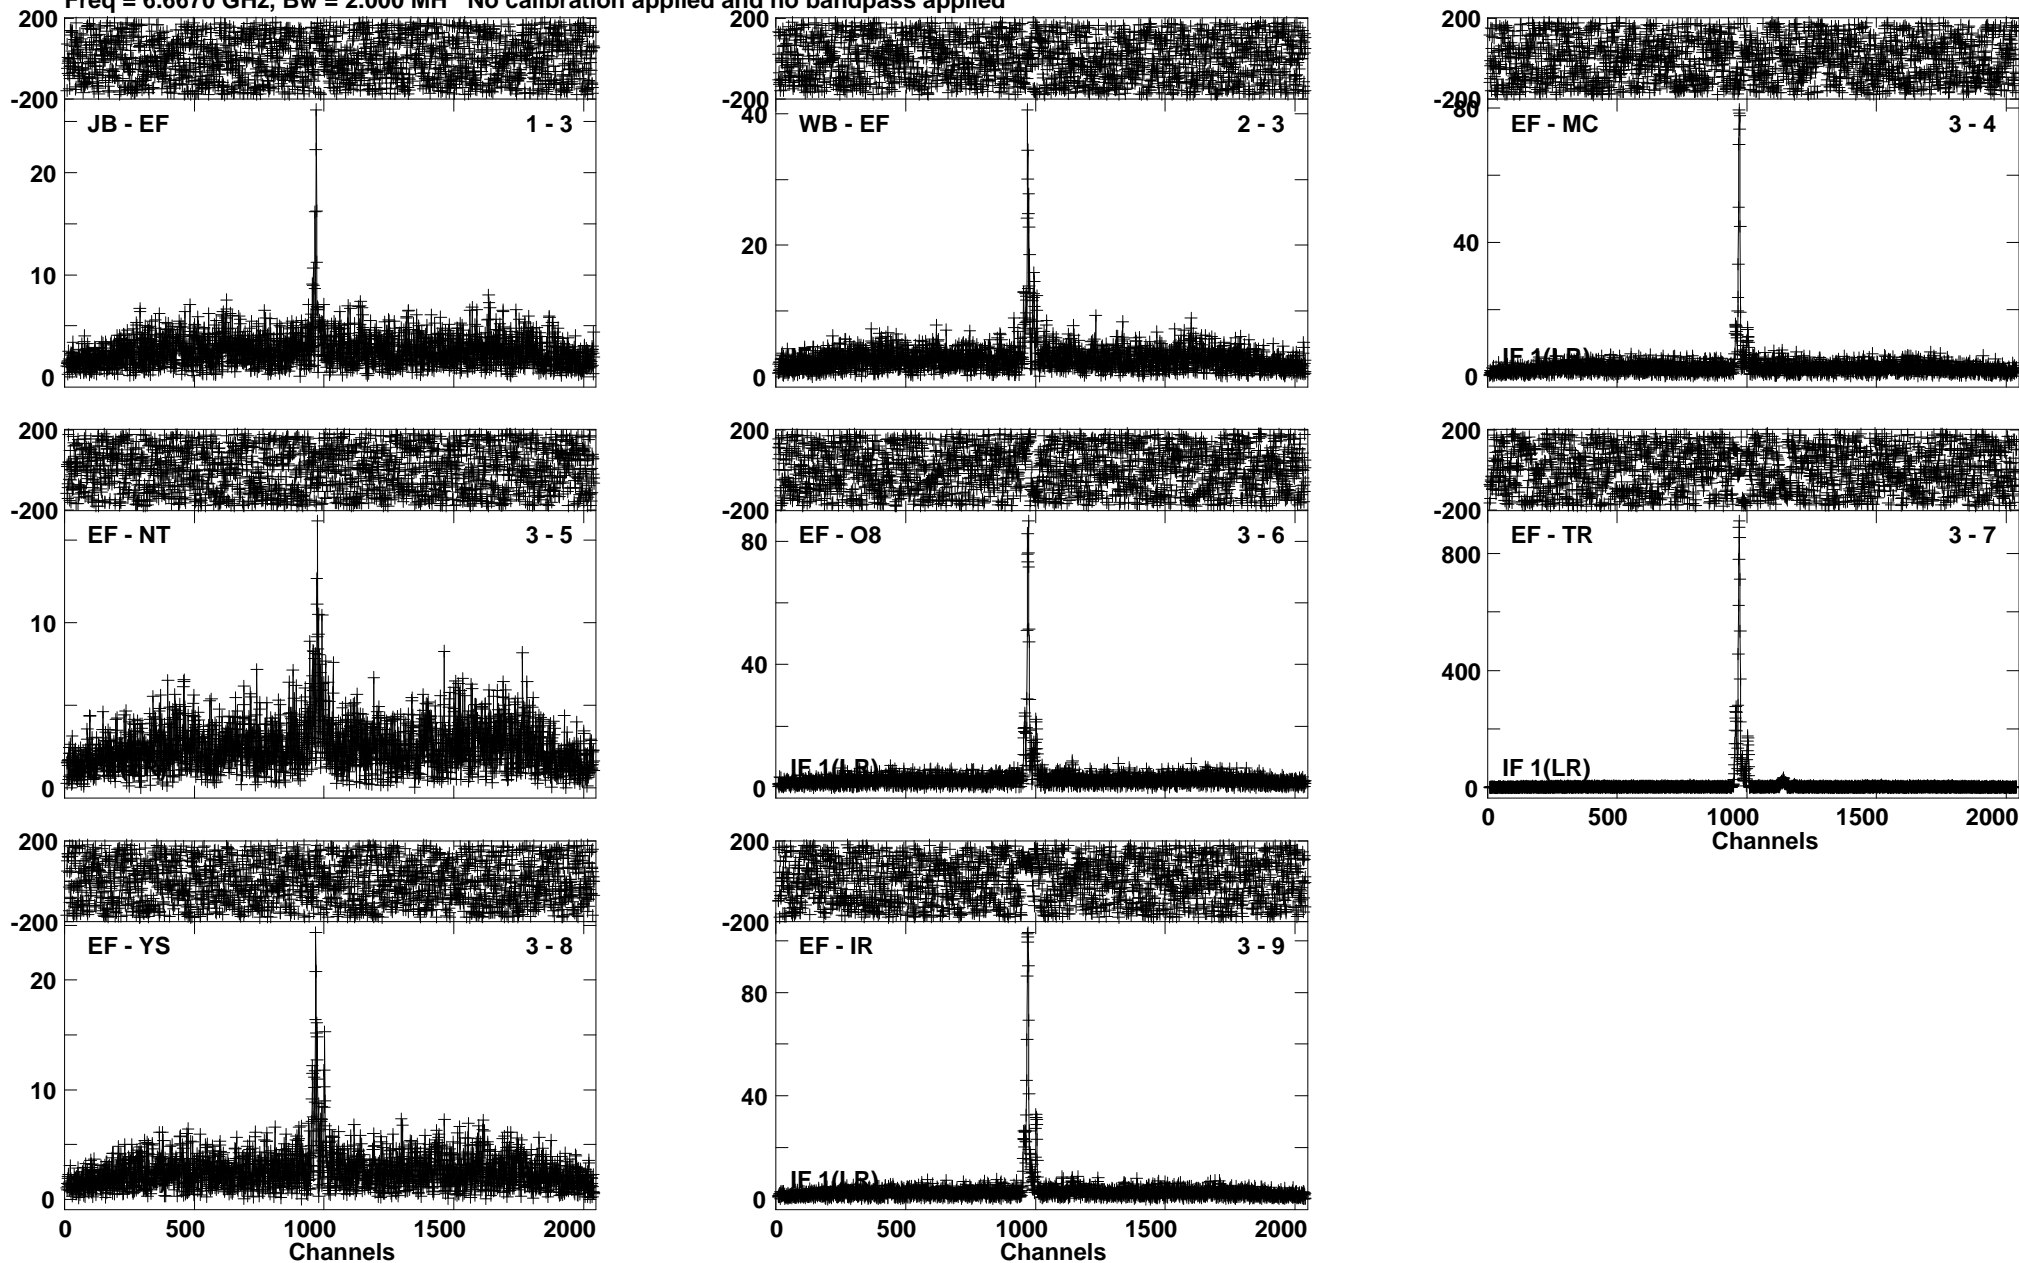 Freq = 6.6670 GHz, Bw = 2.000 MH No calibration applied and no bandpass applied
200
-200
JB - EF
1 - 3
20
10
0
200
-200
WB - EF
2 - 3
40
20
0
200
-200
80
EF - MC
3 - 4
40
IF 1(LR)
0
200
-200
EF - NT
3 - 5
10
0
200
-200
EF - O8
3 - 6
80
40
IF 1(LR)
0
200
-200
EF - TR
3 - 7
800
400
IF 1(LR)
0
0 500 1000 1500 2000
Channels
200
-200
EF - YS
3 - 8
20
10
0
0 500 1000 1500 2000
Channels
200
-200
EF - IR
3 - 9
80
40
IF 1(LR)
0
0 500 1000 1500 2000
Channels